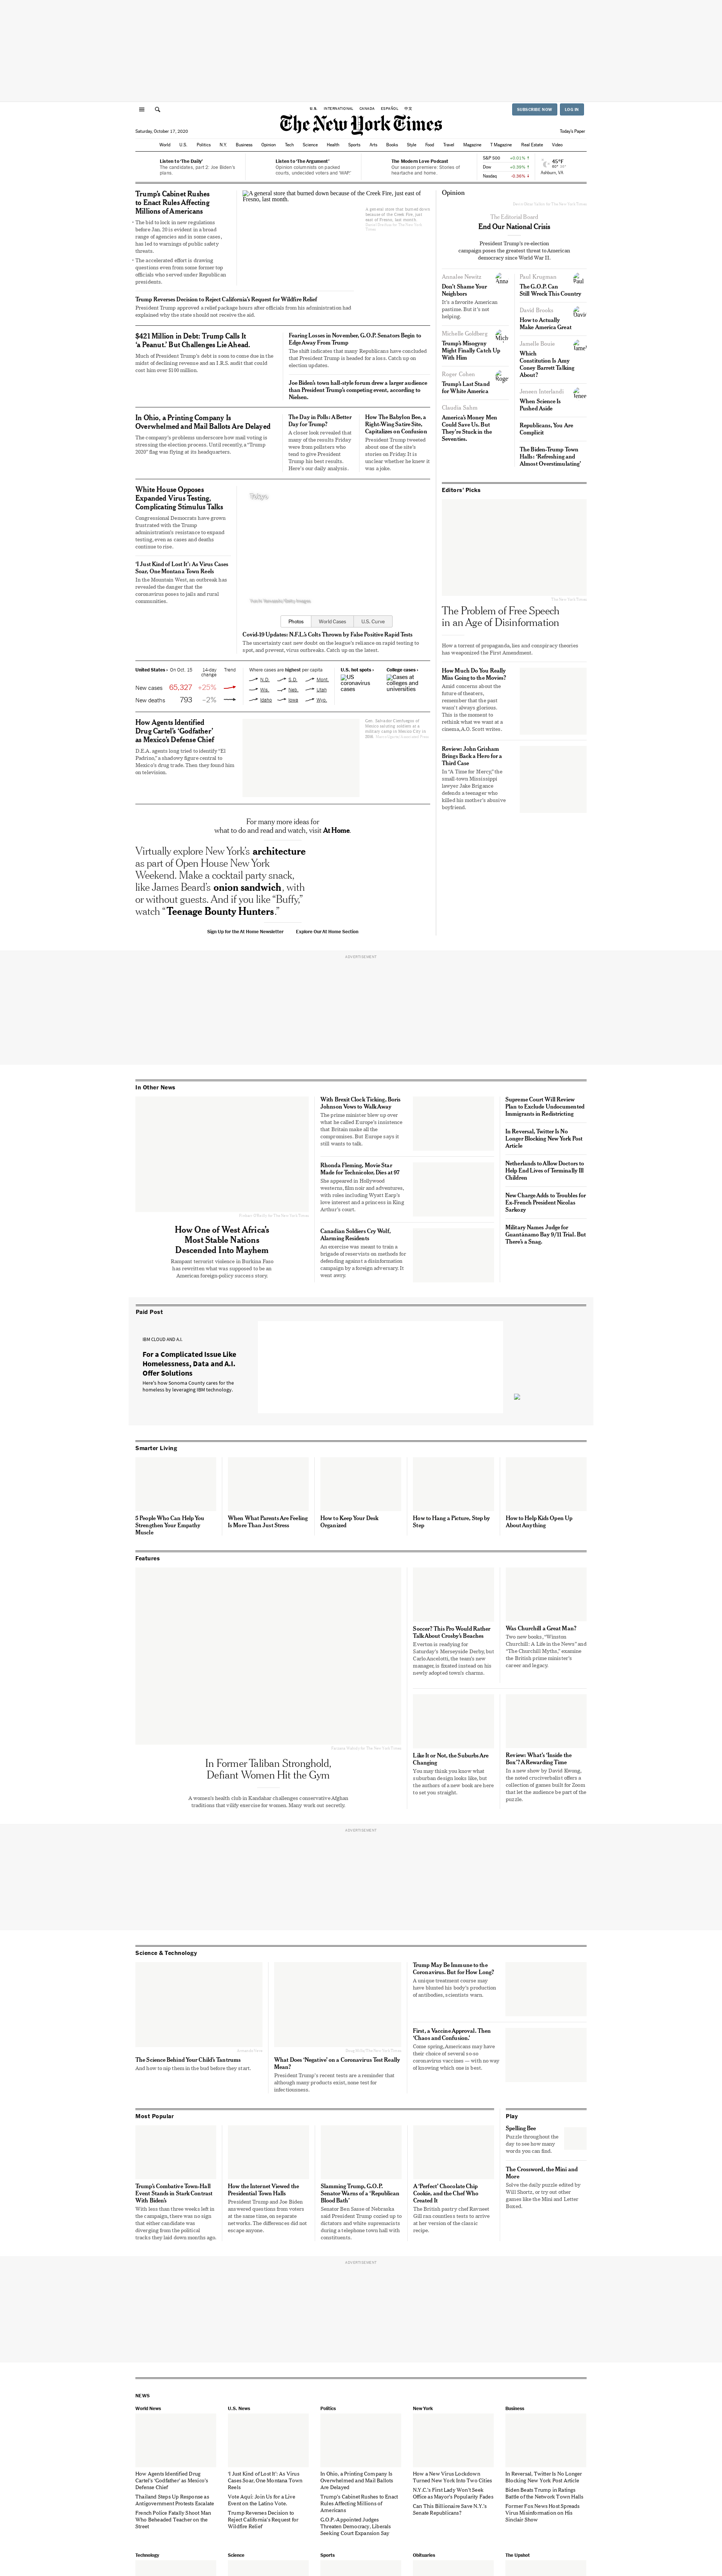 U.S.
INTERNATIONAL
CANADA
ESPAÑOL
中文
SUBSCRIBE NOW
LOG IN
The New York Times
Saturday, October 17, 2020
Today's Paper
World
U.S.
Politics
N.Y.
Business
Opinion
Tech
Science
Health
Sports
Arts
Books
Style
Food
Travel
Magazine
T Magazine
Real Estate
Video
Listen to 'The Daily'
The candidates, part 2: Joe Biden's
plans.
Listen to 'The Argument'
Opinion columnists on packed
courts, undecided voters and 'WAP.'
The Modern Love Podcast
Our season premiere: Stories of
heartache and home.
S&P 500 +0.01% ↑
Dow +0.39% ↑
Nasdaq -0.36% ↓
45°F
Ashburn, VA
Trump's Cabinet Rushes
to Enact Rules Affecting
Millions of Americans
The bid to lock in new regulations
before Jan. 20 is evident in a broad
range of agencies and in some cases,
has led to warnings of public safety
threats.
The accelerated effort is drawing
questions even from some former top
officials who served under Republican
presidents.
A general store that burned down because of the Creek Fire, just east of
Fresno, last month.
A general store that burned down
because of the Creek Fire, just
east of Fresno, last month.
Trump Reverses Decision to Reject California's Request for Wildfire Relief
President Trump approved a relief package hours after officials from his administration had
explained why the state should not receive the aid.
$421 Million in Debt: Trump Calls It
'a Peanut.' But Challenges Lie Ahead.
Much of President Trump's debt is soon to come due in the
midst of declining revenue and an I.R.S. audit that could
cost him over $100 million.
Fearing Losses in November, G.O.P. Senators Begin to
Edge Away From Trump
The shift indicates that many Republicans have concluded
that President Trump is headed for a loss. Catch up on
election updates.
Joe Biden's town hall-style forum drew a larger audience
than President Trump's competing event, according to
Nielsen.
In Ohio, a Printing Company Is
Overwhelmed and Mail Ballots Are Delayed
The company's problems underscore how mail voting is
straining the election process. Until recently, a "Trump
2020" flag was flying at its headquarters.
The Day in Polls: A Better
Day for Trump?
A closer look revealed that
many of the results Friday
were from pollsters who
tend to give President
Trump his best results.
Here's our daily analysis.
How The Babylon Bee, a
Right-Wing Satire Site,
Capitalizes on Confusion
President Trump tweeted
about one of the site's
stories on Friday. It is
unclear whether he knew it
was a joke.
White House Opposes
Expanded Virus Testing,
Complicating Stimulus Talks
Congressional Democrats have grown
frustrated with the Trump
administration's resistance to expand
testing, even as cases and deaths
continue to rise.
'I Just Kind of Lost It': As Virus Cases
Soar, One Montana Town Reels
In the Mountain West, an outbreak has
revealed the danger that the
coronavirus poses to jails and rural
communities.
Tokyo.
Photos
World Cases
U.S. Curve
Covid-19 Updates: N.F.L.'s Colts Thrown by False Positive Rapid Tests
The uncertainty cast new doubt on the league's reliance on rapid testing to
spot, and prevent, virus outbreaks. Catch up on the latest.
United States ›
On Oct. 16
14-day
change
Trend
New cases 65,327 +25%
New deaths 793 −2%
Where cases are highest per capita
N.D. S.D. Mont.
Wis. Neb. Utah
Idaho Iowa Wyo.
U.S. hot spots ›
US
coronavirus
cases
College cases ›
Cases at
colleges and
universities
How Agents Identified
Drug Cartel's 'Godfather'
as Mexico's Defense Chief
D.E.A. agents long tried to identify "El
Padrino," a shadowy figure central to
Mexico's drug trade. Then they found him
on television.
Gen. Salvador Cienfuegos of
Mexico saluting soldiers at a
military camp in Mexico City in
2016.
For many more ideas for
what to do and read and watch, visit At Home.
Virtually explore New York's architecture
as part of Open House New York
Weekend. Make a cocktail party snack,
like James Beard's onion sandwich, with
or without guests. And if you like "Buffy,"
watch "Teenage Bounty Hunters."
Sign Up for the At Home Newsletter
Explore Our At Home Section
Opinion
The Editorial Board
End Our National Crisis
President Trump's re-election
campaign poses the greatest threat to American
democracy since World War II.
Annalee Newitz
Don't Shame Your
Neighbors
It's a favorite American
pastime. But it's not
helping.
Michelle Goldberg
Trump's Misogyny
Might Finally Catch Up
With Him
Roger Cohen
Trump's Last Stand
for White America
Claudia Sahm
America's Money Men
Could Save Us. But
They're Stuck in the
Seventies.
Paul Krugman
The G.O.P. Can
Still Wreck This Country
David Brooks
How to Actually
Make America Great
Jamelle Bouie
Which
Constitution Is Amy
Coney Barrett Talking
About?
Jeneen Interlandi
When Science Is
Pushed Aside
Republicans, You Are
Complicit
The Biden-Trump Town
Halls: 'Refreshing and
Almost Overstimulating'
Editors' Picks
The New York Times
The Problem of Free Speech
in an Age of Disinformation
How a torrent of propaganda, lies and conspiracy theories
has weaponized the First Amendment.
How Much Do You Really
Miss Going to the Movies?
Amid concerns about the
future of theaters,
remember that the past
wasn't always glorious.
This is the moment to
rethink what we want at a
cinema, A.O. Scott writes.
Review: John Grisham
Brings Back a Hero for a
Third Case
In "A Time for Mercy," the
small-town Mississippi
lawyer Jake Brigance
defends a teenager who
killed his mother's abusive
boyfriend.
ADVERTISEMENT
In Other News
How One of West Africa's
Most Stable Nations
Descended Into Mayhem
Rampant terrorist violence in Burkina Faso
has rewritten what was supposed to be an
American foreign-policy success story.
With Brexit Clock Ticking, Boris
Johnson Vows to Walk Away
The prime minister blew up over
what he called Europe's insistence
that Britain make all the
compromises. But Europe says it
still wants to talk.
Rhonda Fleming, Movie Star
Made for Technicolor, Dies at 97
She appeared in Hollywood
westerns, film noir and adventures,
with roles including Wyatt Earp's
love interest and a princess in King
Arthur's court.
Canadian Soldiers Cry Wolf,
Alarming Residents
An exercise was meant to train a
brigade of reservists on methods for
defending against a disinformation
campaign by a foreign adversary. It
went awry.
Supreme Court Will Review
Plan to Exclude Undocumented
Immigrants in Redistricting
In Reversal, Twitter Is No
Longer Blocking New York Post
Article
Netherlands to Allow Doctors to
Help End Lives of Terminally Ill
Children
New Charge Adds to Troubles for
Ex-French President Nicolas
Sarkozy
Military Names Judge for
Guantánamo Bay 9/11 Trial. But
There's a Snag.
Paid Post
IBM CLOUD AND A.I.
For a Complicated Issue Like
Homelessness, Data and A.I.
Offer Solutions
Here's how Sonoma County cares for the
homeless by leveraging IBM technology.
Smarter Living
5 People Who Can Help You
Strengthen Your Empathy
Muscle
When What Parents Are Feeling
Is More Than Just Stress
How to Keep Your Desk
Organized
How to Hang a Picture, Step by
Step
How to Help Kids Open Up
About Anything
Features
In Former Taliban Stronghold,
Defiant Women Hit the Gym
A women's health club in Kandahar challenges conservative Afghan
traditions that vilify exercise for women. Many work out secretly.
Soccer? This Pro Would Rather
Talk About Crosby's Beaches
Everton is readying for
Saturday's Merseyside Derby, but
Carlo Ancelotti, the team's new
manager, is fixated instead on his
newly adopted town's charms.
Was Churchill a Great Man?
Two new books, "Winston
Churchill: A Life in the News" and
"The Churchill Myths," examine
the British prime minister's
career and legacy.
Like It or Not, the Suburbs Are
Changing
You may think you know what
suburban design looks like, but
the authors of a new book are here
to set you straight.
Review: What's 'Inside the
Box'? A Rewarding Time
In a new show by David Kwong,
the noted cruciverbalist offers a
collection of games built for Zoom
that let the audience be part of the
puzzle.
ADVERTISEMENT
Science & Technology
The Science Behind Your Child's Tantrums
And how to nip them in the bud before they start.
What Does 'Negative' on a Coronavirus Test Really
Mean?
President Trump's recent tests are a reminder that
although many products exist, none test for
infectiousness.
Trump May Be Immune to the
Coronavirus. But for How Long?
A unique treatment course may
have blunted his body's production
of antibodies, scientists warn.
First, a Vaccine Approval. Then
'Chaos and Confusion.'
Come spring, Americans may have
their choice of several so-so
coronavirus vaccines — with no way
of knowing which one is best.
Most Popular
Trump's Combative Town-Hall
Event Stands in Stark Contrast
With Biden's
With less than three weeks left in
the campaign, there was no sign
that either candidate was
diverging from the political
tracks they laid down months ago.
How the Internet Viewed the
Presidential Town Halls
President Trump and Joe Biden
answered questions from voters
at the same time, on separate
networks. The differences did not
escape anyone.
Slamming Trump, G.O.P.
Senator Warns of a 'Republican
Blood Bath'
Senator Ben Sasse of Nebraska
said President Trump cozied up to
dictators and white supremacists
during a telephone town hall with
constituents.
A 'Perfect' Chocolate Chip
Cookie, and the Chef Who
Created It
The British pastry chef Ravneet
Gill ran countless tests to arrive
at her version of the classic
recipe.
Play
Spelling Bee
Puzzle throughout the
day to see how many
words you can find.
The Crossword, the Mini and
More
Solve the daily puzzle edited by
Will Shortz, or try out other
games like the Mini and Letter
Boxed.
ADVERTISEMENT
NEWS
World News
How Agents Identified Drug
Cartel's 'Godfather' as Mexico's
Defense Chief
Thailand Steps Up Response as
Antigovernment Protests Escalate
French Police Fatally Shoot Man
Who Beheaded Teacher on the
Street
U.S. News
'I Just Kind of Lost It': As Virus
Cases Soar, One Montana Town
Reels
Vote Aquí: Join Us for a Live
Event on the Latino Vote.
Trump Reverses Decision to
Reject California's Request for
Wildfire Relief
Politics
In Ohio, a Printing Company Is
Overwhelmed and Mail Ballots
Are Delayed
Trump's Cabinet Rushes to Enact
Rules Affecting Millions of
Americans
G.O.P.-Appointed Judges
Threaten Democracy, Liberals
Seeking Court Expansion Say
New York
How a New Virus Lockdown
Turned New York Into Two Cities
N.Y.C.'s First Lady Won't Seek
Office as Mayor's Popularity Fades
Can This Billionaire Save N.Y.'s
Senate Republicans?
Business
In Reversal, Twitter Is No Longer
Blocking New York Post Article
Biden Beats Trump in Ratings
Battle of the Network Town Halls
Former Fox News Host Spreads
Virus Misinformation on His
Sinclair Show
Technology
Science
Sports
Obituaries
The Upshot